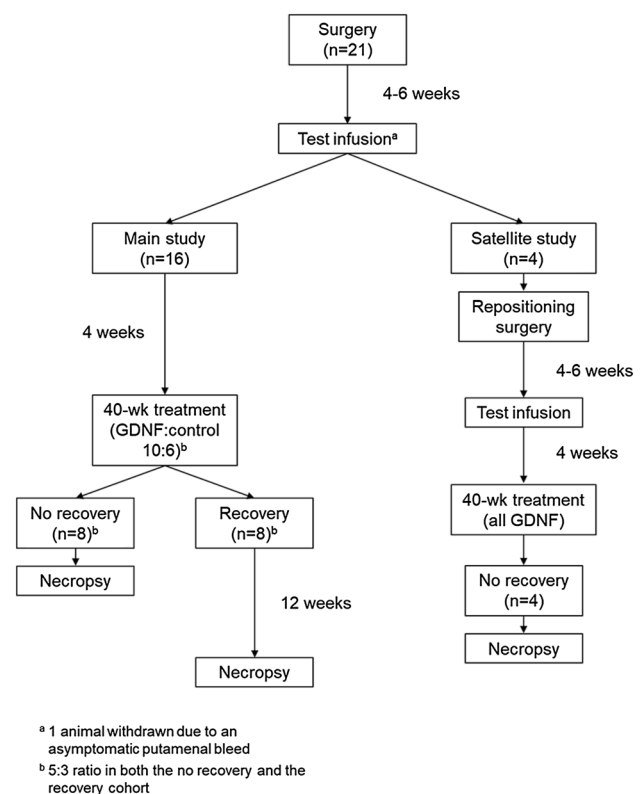 Surgery
(n=21)
4-6 weeks
Test infusionᵃ
Main study
(n=16)
4 weeks
40-wk treatment
(GDNF:control
10:6)ᵇ
No recovery
(n=8)ᵇ
Necropsy
Recovery
(n=8)ᵇ
12 weeks
Necropsy
Satellite study
(n=4)
Repositioning
surgery
4-6 weeks
Test infusion
4 weeks
40-wk treatment
(all GDNF)
No recovery
(n=4)
Necropsy
ᵃ 1 animal withdrawn due to an
asymptomatic putamenal bleed
ᵇ 5:3 ratio in both the no recovery and the
recovery cohort